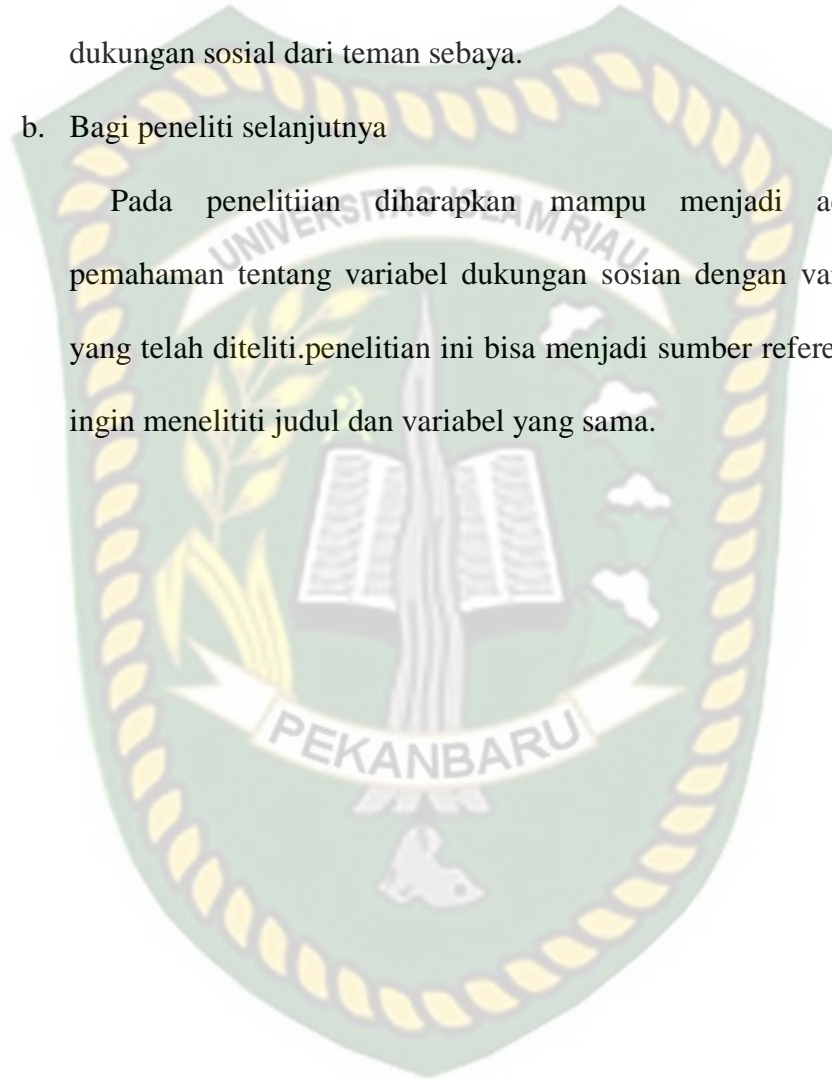 dukungan sosial dari teman sebaya.
b. Bagi peneliti selanjutnya
Pada penelitiian diharapkan mampu menjadi
UNIVERSITAS ISLAM RIAU
pemahaman tentang variabel dukungan sosian dengan
yang telah diteliti.penelitian ini bisa menjadi sumber
ingin menelititi judul dan variabel yang sama.
PEKANBARU